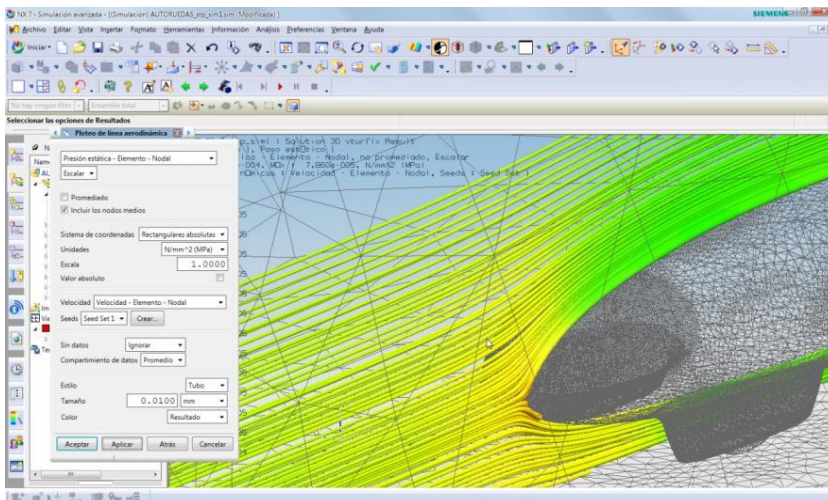 NX 7 - Simulación avanzada - [(Simulación) AUTORUEDAS_stp_sim1.sim (Modificada) ]
SIEMENS
Archivo Editar Vista Insertar Formato Herramientas Información Análisis Preferencias Ventana Ayuda
Iniciar
No hay ningún filtro
Ensamble total
Seleccionar las opciones de Resultados
Ploteo de línea aerodinámica
Presión estática - Elemento - Nodal
Escalar
Promediado
Incluir los nodos medios
Sistema de coordenadas Rectangulares absolutas
Unidades N/mm^2 (MPa)
Escala 1.0000
Valor absoluto
Velocidad Velocidad - Elemento - Nodal
Seeds Seed Set 1 Crear...
Sin datos Ignorar
Compartimiento de datos Promedio
Estilo Tubo
Tamaño 0.0100 mm
Color Resultado
Aceptar Aplicar Atrás Cancelar
Result
Elemento - Nodal, no promediado, Escalar
7.860e-005, N/mm^2 (MPa)
Velocidad - Elemento - Nodal, Seeds : Seed Set 1